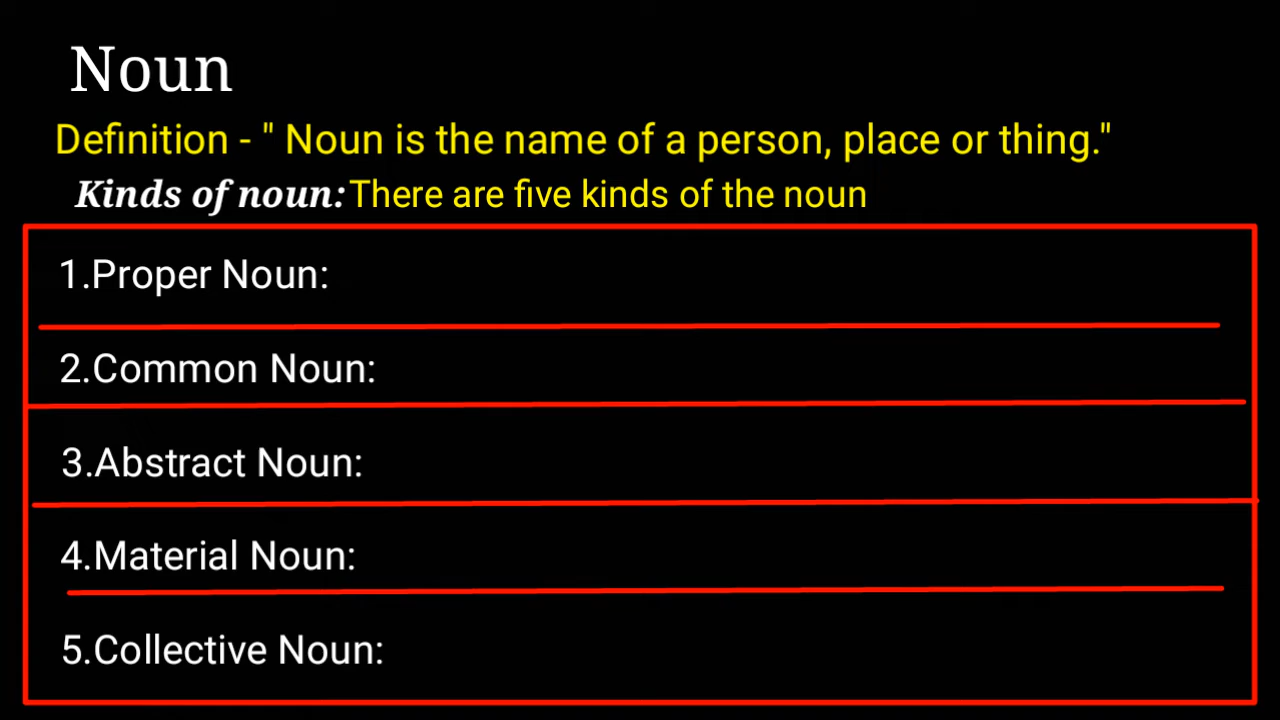 Noun
Definition - " Noun is the name of a person, place or thing."
Kinds of noun:There are five kinds of the noun
1.Proper Noun:
2.Common Noun:
3.Abstract Noun:
4.Material Noun:
5.Collective Noun: